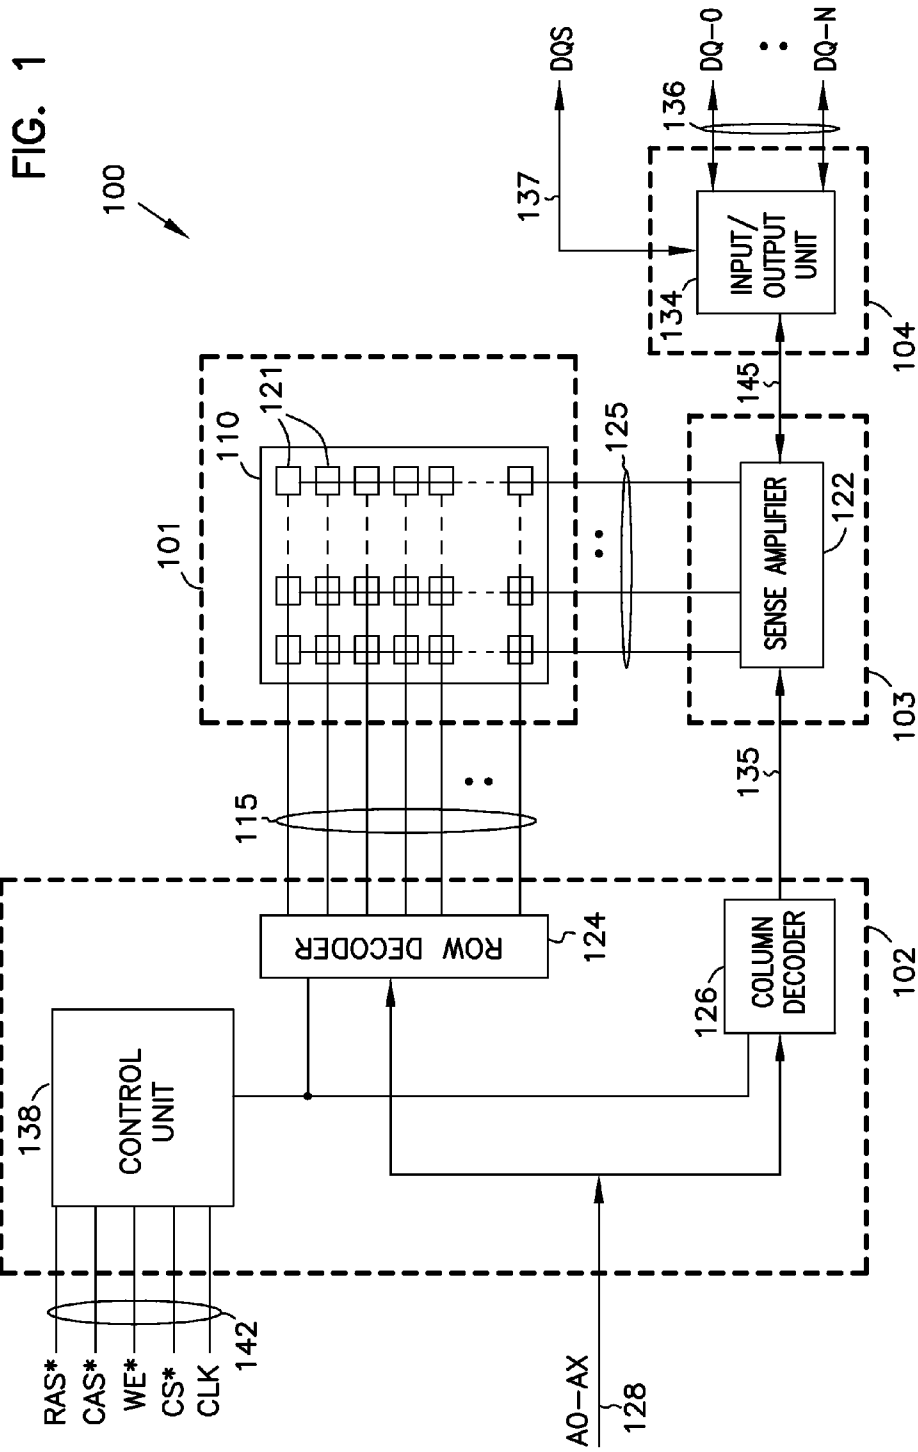 FIG. 1
100
101
110
121
115
125
138
CONTROL
UNIT
RAS*
CAS*
WE*
CS*
CLK
142
ROW DECODER
124
A0-AX
128
126
COLUMN
DECODER
102
135
SENSE AMPLIFIER
122
103
145
134
INPUT/
OUTPUT
UNIT
104
137
DQS
136
DQ-0
DQ-N